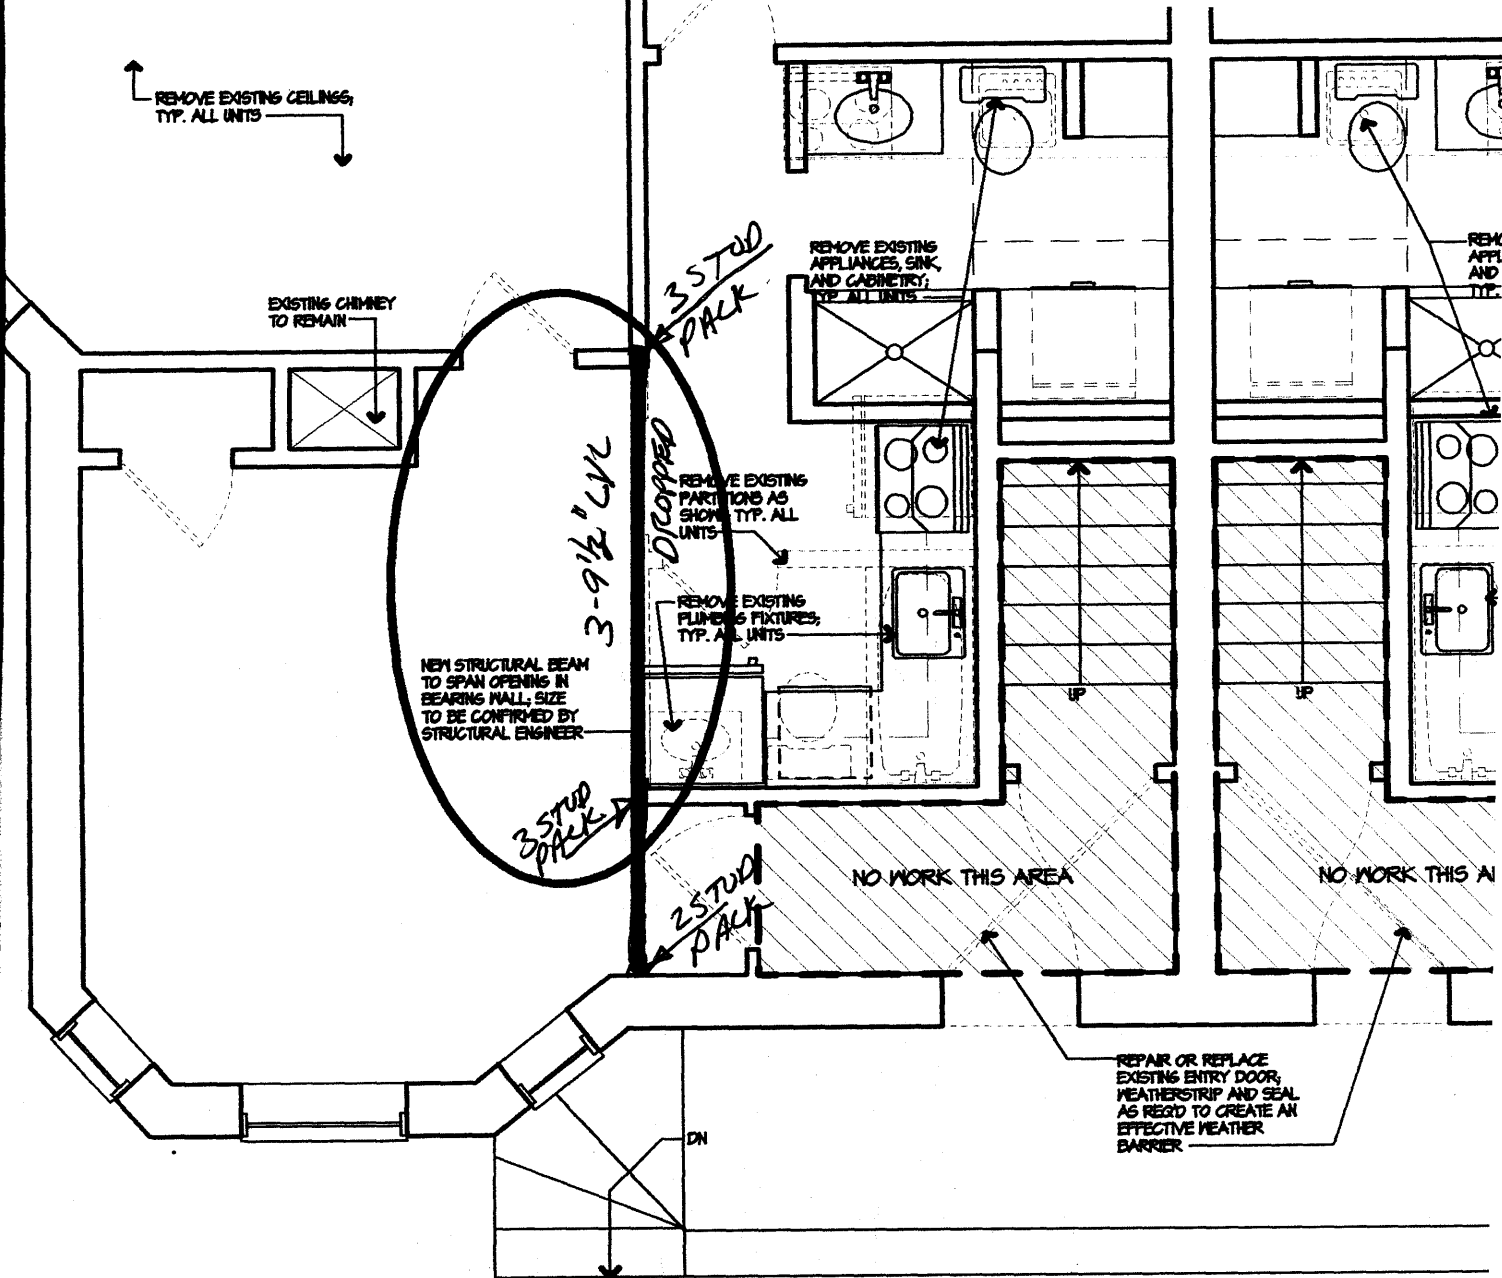 REMOVE EXISTING CEILINGS;
TYP. ALL UNITS
EXISTING CHIMNEY
TO REMAIN
3 STUD
PACK
REMOVE EXISTING
APPLIANCES, SINK,
AND CABINETRY;
TYP. ALL UNITS
REMO
APPL
AND
TYP.
3-9½" LVL
DROPPED
REMOVE EXISTING
PARTITIONS AS
SHOWN TYP. ALL
UNITS
REMOVE EXISTING
PLUMBING FIXTURES;
TYP. ALL UNITS
NEW STRUCTURAL BEAM
TO SPAN OPENING IN
BEARING WALL; SIZE
TO BE CONFIRMED BY
STRUCTURAL ENGINEER
UP
UP
3 STUD
PACK
2 STUD
PACK
NO WORK THIS AREA
NO WORK THIS A
REPAIR OR REPLACE
EXISTING ENTRY DOOR;
WEATHERSTRIP AND SEAL
AS REQ'D TO CREATE AN
EFFECTIVE WEATHER
BARRIER
DN